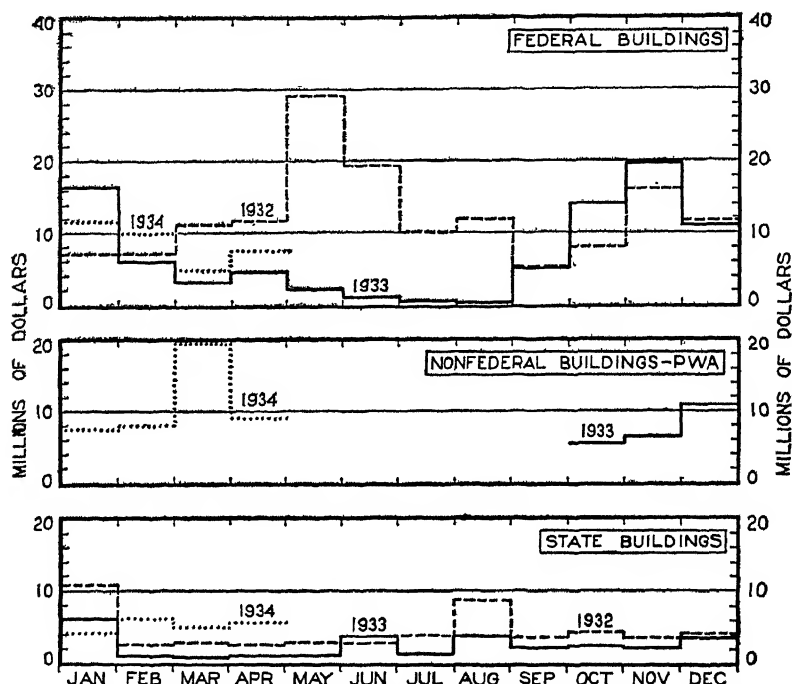 MILLIONS OF DOLLARS
40 40
FEDERAL BUILDINGS
30 30
20 20
1934 1932
10 10
1933
0 0
MILLIONS OF DOLLARS
20 20
NONFEDERAL BUILDINGS-PWA
10 10
1934 1933
0 0
20 20
STATE BUILDINGS
10 10
1934 1933 1932
0 0
JAN FEB MAR APR MAY JUN JUL AUG SEP OCT NOV DEC